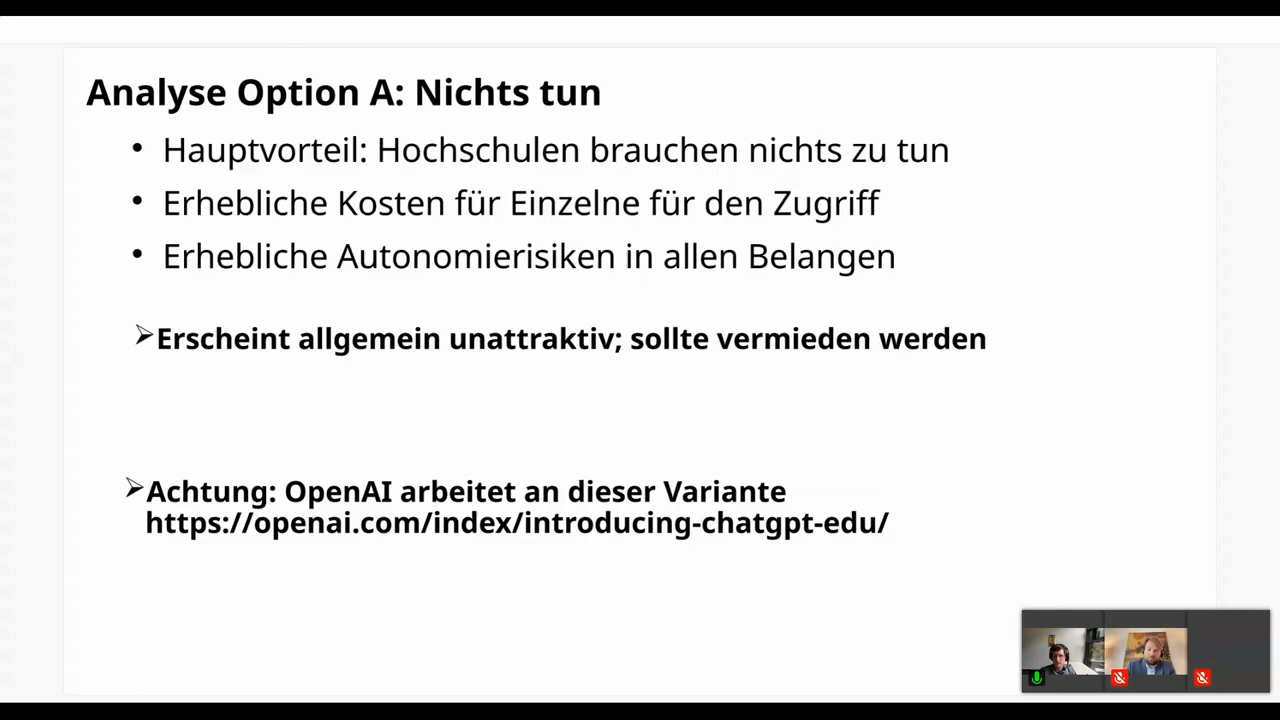 Analyse Option A: Nichts tun
• Hauptvorteil: Hochschulen brauchen nichts zu tun
• Erhebliche Kosten für Einzelne für den Zugriff
• Erhebliche Autonomierisiken in allen Belangen
➢Erscheint allgemein unattraktiv; sollte vermieden werden
➢Achtung: OpenAI arbeitet an dieser Variante
https://openai.com/index/introducing-chatgpt-edu/